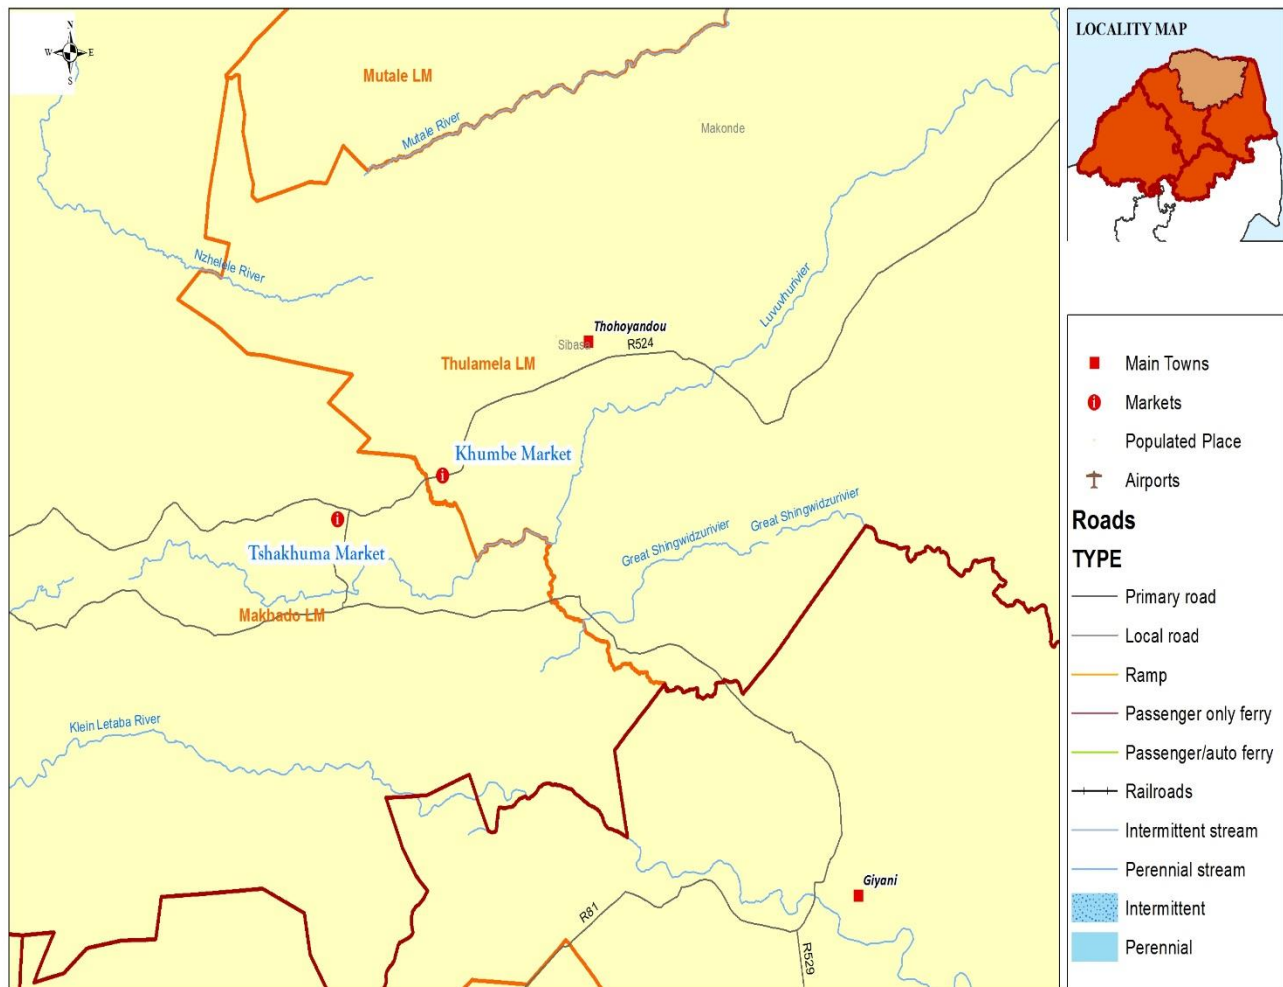 N
W E
S
Mutale LM
Mutale River
Makonde
Nzhelele River
Luvuvhurivier
Thohoyandou
Sibasa
R524
Thulamela LM
Khumbe Market
Tshakhuma Market
Great Shingwidzurivier
Great Shingwidzurivier
Makhado LM
Klein Letaba River
Giyani
R81
R529
LOCALITY MAP
Main Towns
Markets
Populated Place
Airports
Roads
TYPE
Primary road
Local road
Ramp
Passenger only ferry
Passenger/auto ferry
Railroads
Intermittent stream
Perennial stream
Intermittent
Perennial